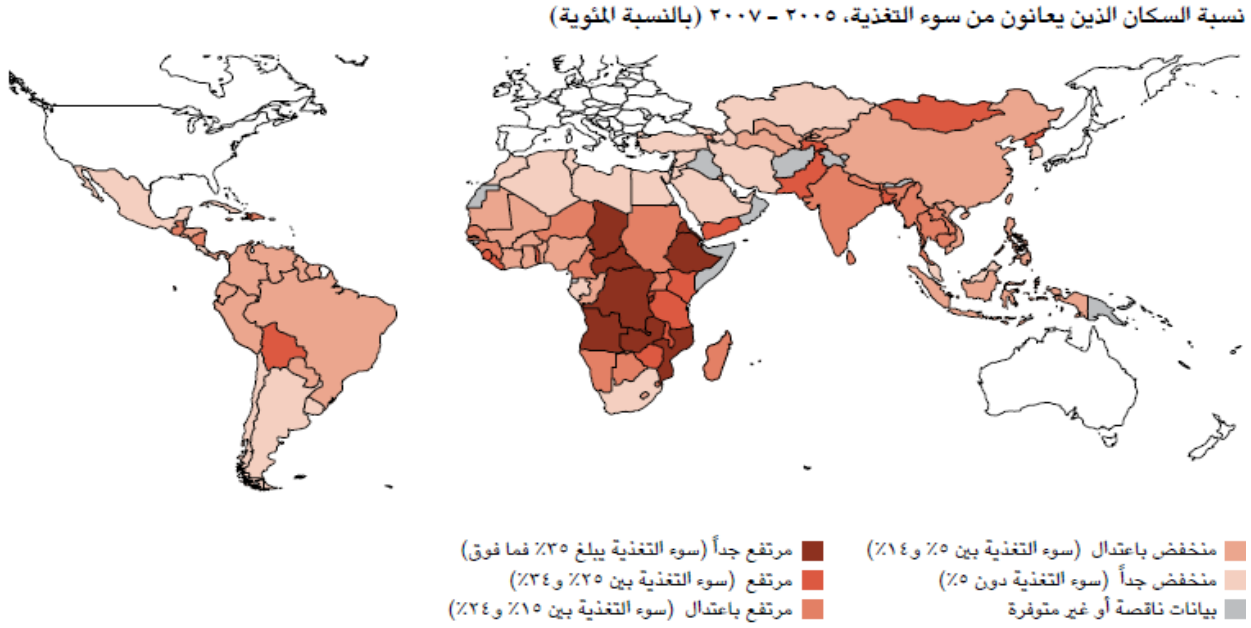 نسبة السكان الذين يعانون من سوء التغذية، ٢٠٠٥ - ٢٠٠٧ (بالنسبة المئوية)
منخفض باعتدال (سوء التغذية بين ٥٪ و١٤٪)
منخفض جداً (سوء التغذية دون ٥٪)
بيانات ناقصة أو غير متوفرة
مرتفع جداً (سوء التغذية يبلغ ٣٥٪ فما فوق)
مرتفع (سوء التغذية بين ٢٥٪ و٣٤٪)
مرتفع باعتدال (سوء التغذية بين ١٥٪ و٢٤٪)